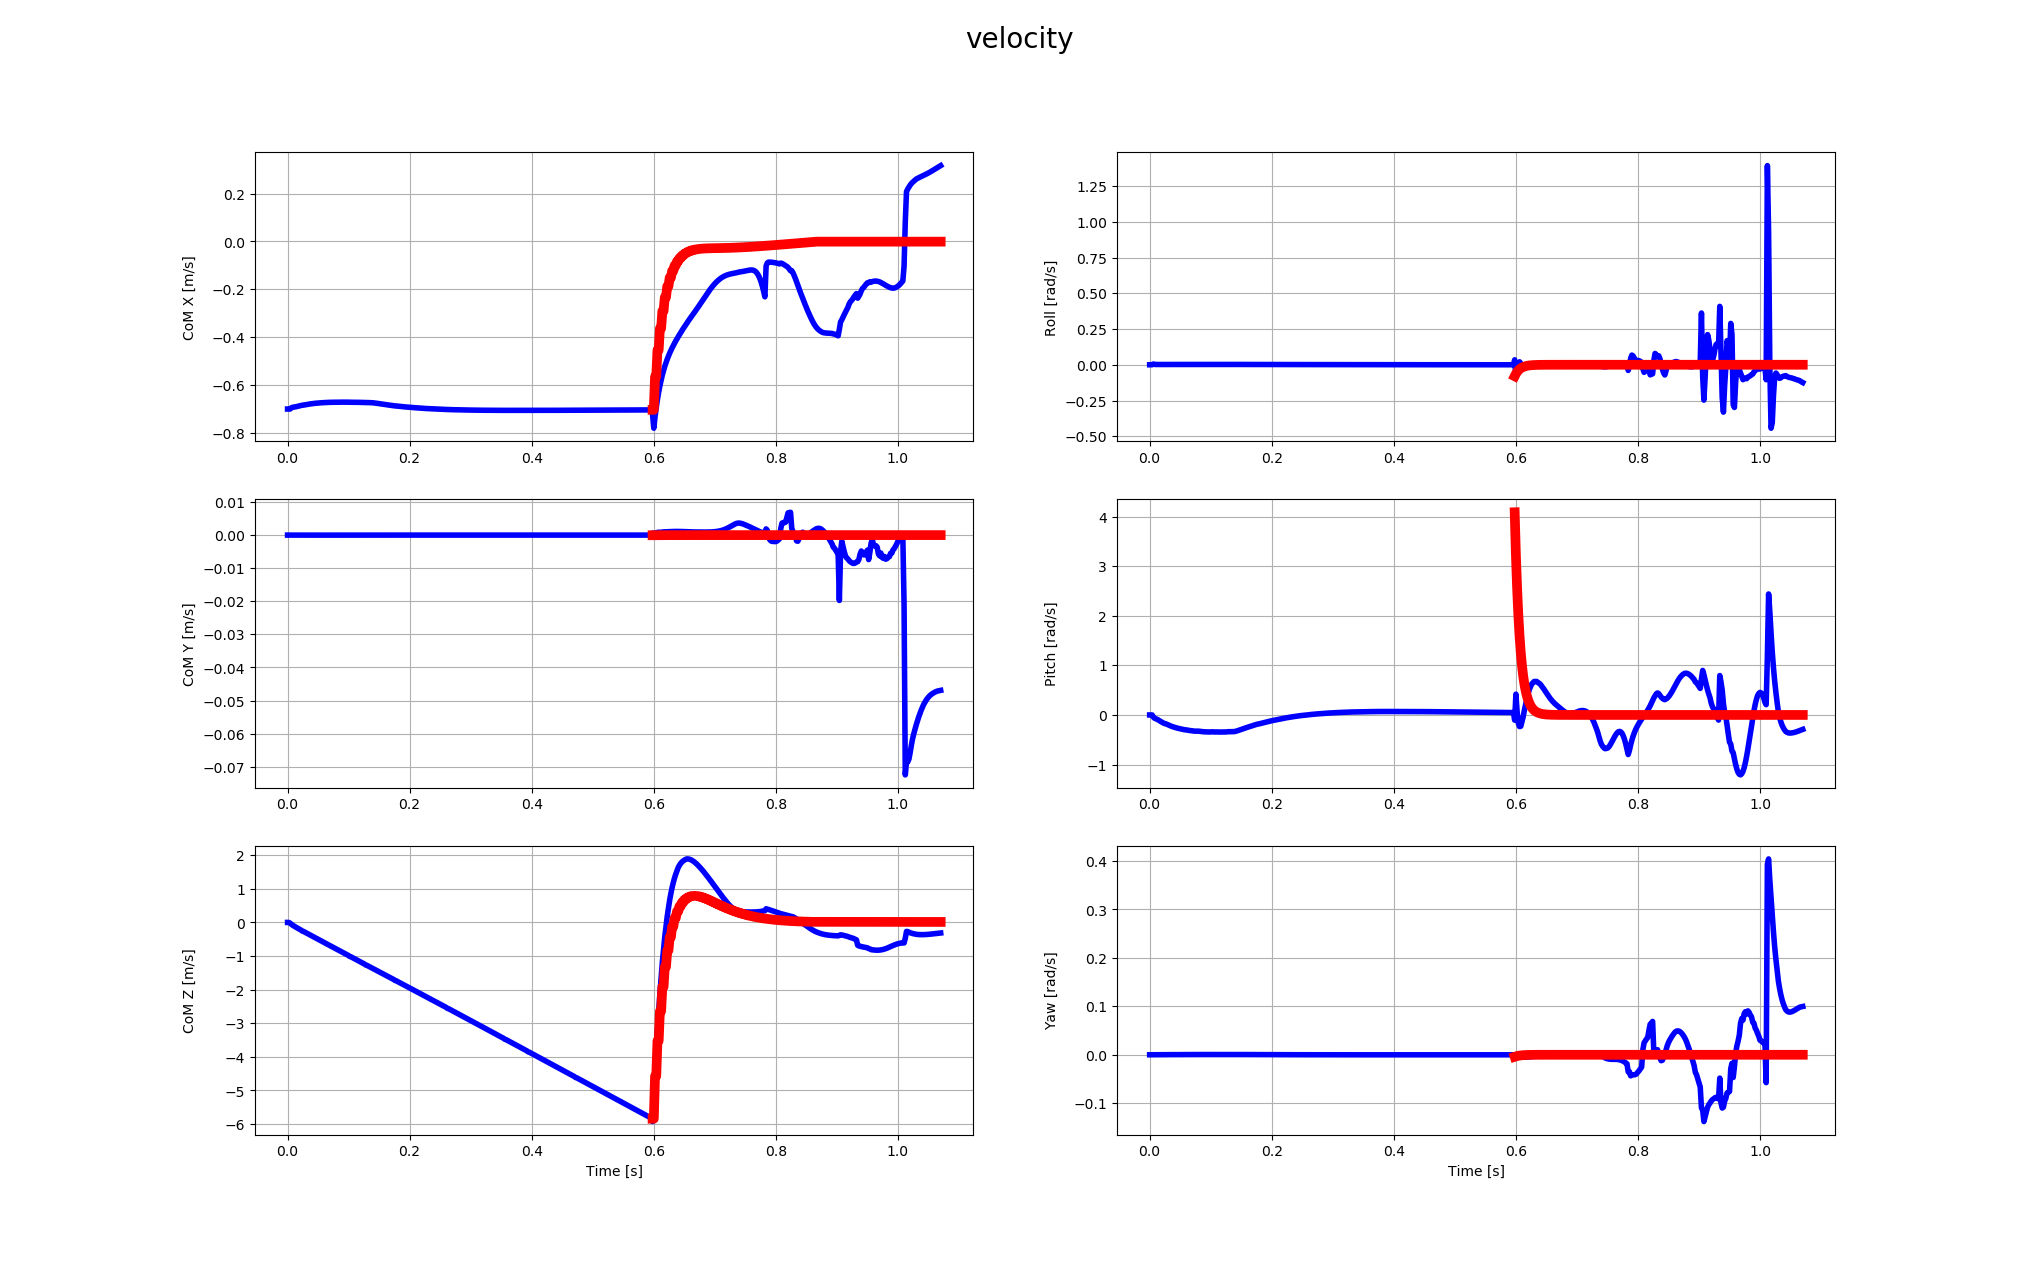 velocity
CoM X [m/s]
0.2
0.0
−0.2
−0.4
−0.6
−0.8
0.0 0.2 0.4 0.6 0.8 1.0
Roll [rad/s]
1.25
1.00
0.75
0.50
0.25
0.00
−0.25
−0.50
0.0 0.2 0.4 0.6 0.8 1.0
CoM Y [m/s]
0.01
0.00
−0.01
−0.02
−0.03
−0.04
−0.05
−0.06
−0.07
0.0 0.2 0.4 0.6 0.8 1.0
Pitch [rad/s]
4
3
2
1
0
−1
0.0 0.2 0.4 0.6 0.8 1.0
CoM Z [m/s]
2
1
0
−1
−2
−3
−4
−5
−6
0.0 0.2 0.4 0.6 0.8 1.0
Time [s]
Yaw [rad/s]
0.4
0.3
0.2
0.1
0.0
−0.1
0.0 0.2 0.4 0.6 0.8 1.0
Time [s]